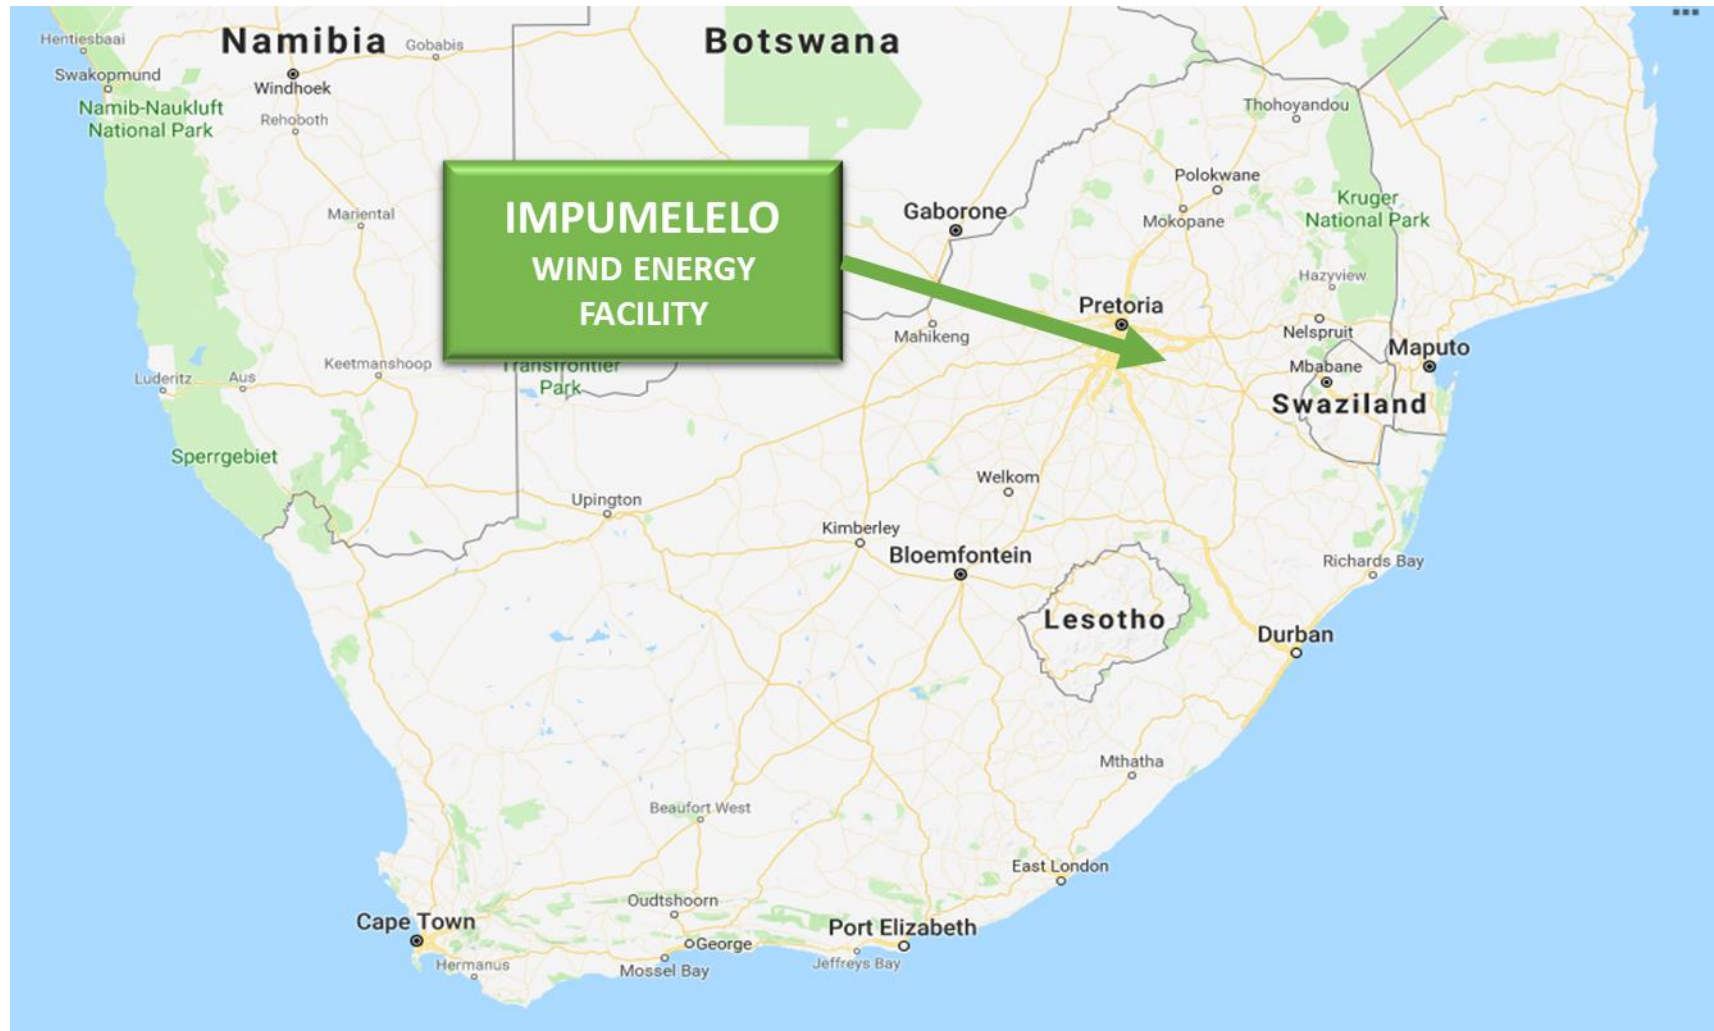 Hentiesbaai
Namibia
Gobabis
Botswana
Swakopmund
Windhoek
Namib-Naukluft
National Park
Rehoboth
Thohoyandou
Polokwane
Mokopane
Kruger
National Park
IMPUMELELO
WIND ENERGY
FACILITY
Mariental
Gaborone
Hazyview
Pretoria
Mahikeng
Nelspruit
Maputo
Mbabane
Swaziland
Keetmanshoop
Transfrontier
Park
Luderitz
Aus
Sperrgebiet
Welkom
Upington
Kimberley
Bloemfontein
Richards Bay
Lesotho
Durban
Mthatha
Beaufort West
East London
Oudtshoorn
Cape Town
Port Elizabeth
George
Hermanus
Mossel Bay
Jeffreys Bay